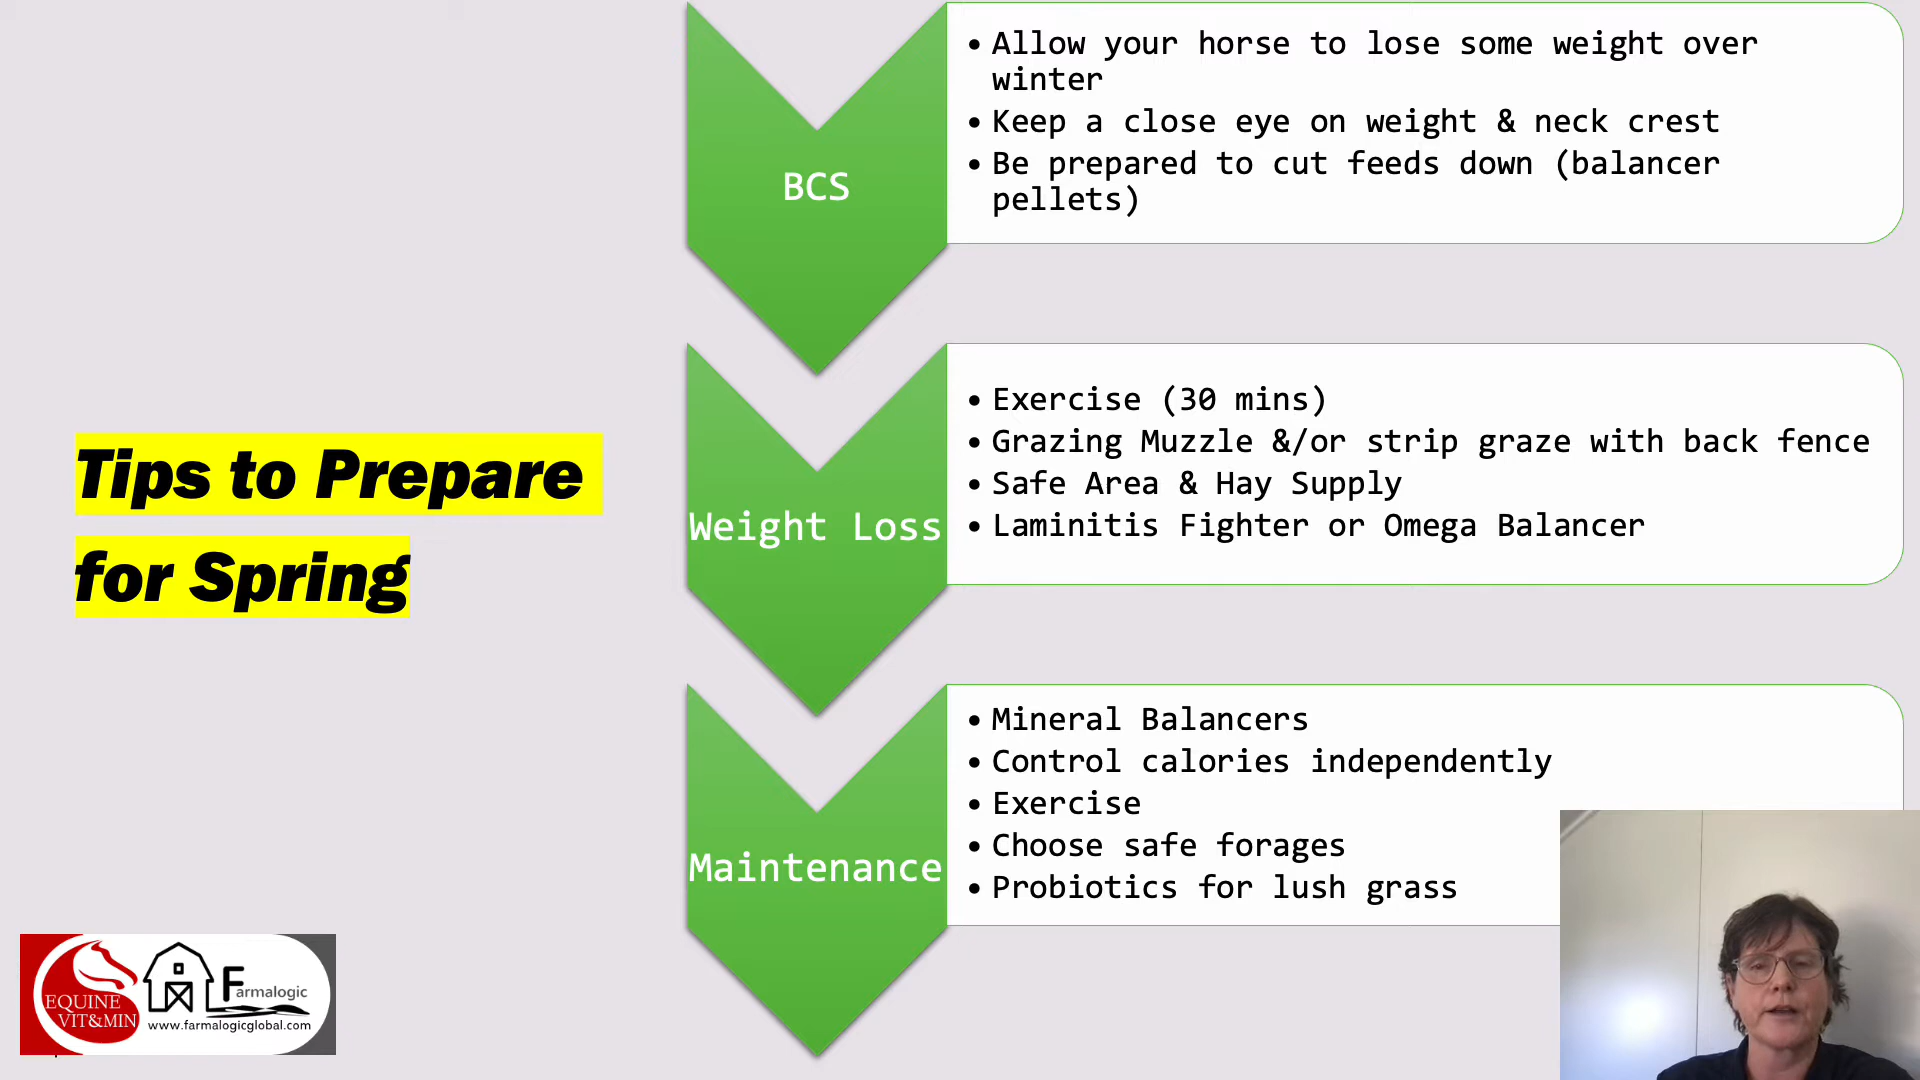 Tips to Prepare
for Spring
BCS
• Allow your horse to lose some weight over
winter
• Keep a close eye on weight & neck crest
• Be prepared to cut feeds down (balancer
pellets)
Weight Loss
• Exercise (30 mins)
• Grazing Muzzle &/or strip graze with back fence
• Safe Area & Hay Supply
• Laminitis Fighter or Omega Balancer
Maintenance
• Mineral Balancers
• Control calories independently
• Exercise
• Choose safe forages
• Probiotics for lush grass
EQUINE
VIT&MIN
Farmalogic
www.farmalogicglobal.com